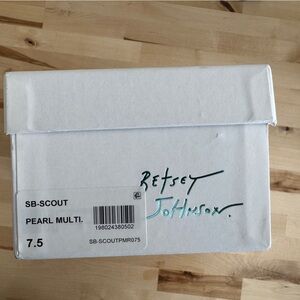 SB-SCOUT
PEARL MULTI.
198024380502
7.5
SB-SCOUTPMR075
BETSEY
JOHNSON.